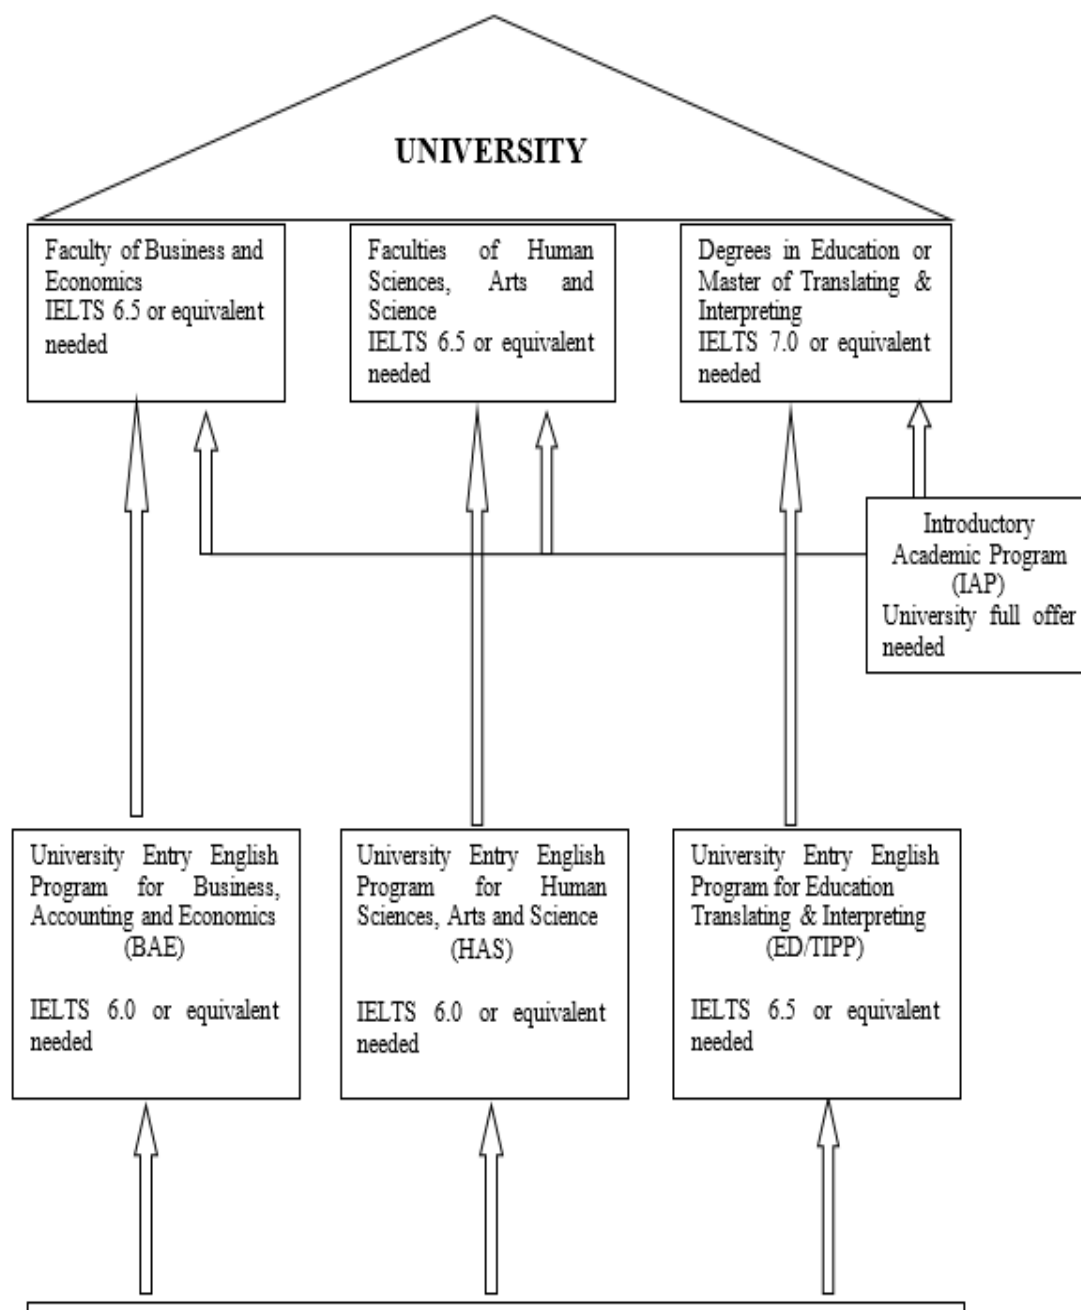 UNIVERSITY
Faculty of Business and
Economics
IELTS 6.5 or equivalent
needed
Faculties of Human
Sciences, Arts and
Science
IELTS 6.5 or equivalent
needed
Degrees in Education or
Master of Translating &
Interpreting
IELTS 7.0 or equivalent
needed
Introductory
Academic Program
(IAP)
University full offer
needed
University Entry English
Program for Business,
Accounting and Economics
(BAE)
IELTS 6.0 or equivalent
needed
University Entry English
Program for Human
Sciences, Arts and Science
(HAS)
IELTS 6.0 or equivalent
needed
University Entry English
Program for Education
Translating & Interpreting
(ED/TIPP)
IELTS 6.5 or equivalent
needed